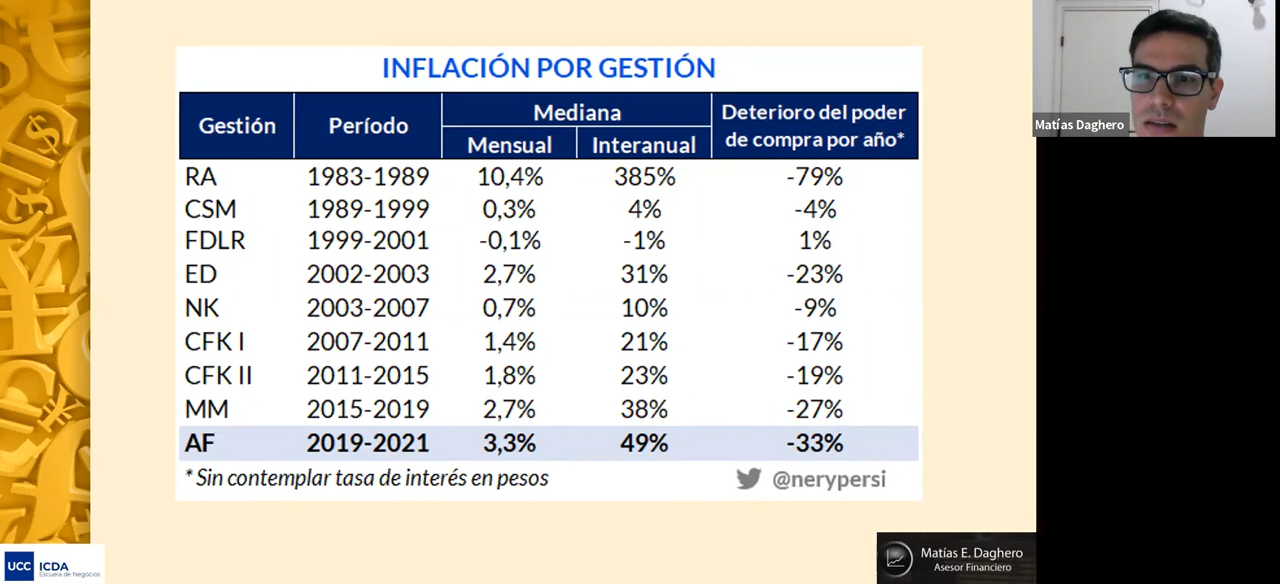 INFLACIÓN POR GESTIÓN
Gestión Período Mediana Deterioro del poder de compra por año*
Mensual Interanual
RA 1983-1989 10,4% 385% -79%
CSM 1989-1999 0,3% 4% -4%
FDLR 1999-2001 -0,1% -1% 1%
ED 2002-2003 2,7% 31% -23%
NK 2003-2007 0,7% 10% -9%
CFK I 2007-2011 1,4% 21% -17%
CFK II 2011-2015 1,8% 23% -19%
MM 2015-2019 2,7% 38% -27%
AF 2019-2021 3,3% 49% -33%
* Sin contemplar tasa de interés en pesos
@nerypersi
Matías Daghero
UCC ICDA
Escuela de Negocios
Matías E. Daghero
Asesor Financiero